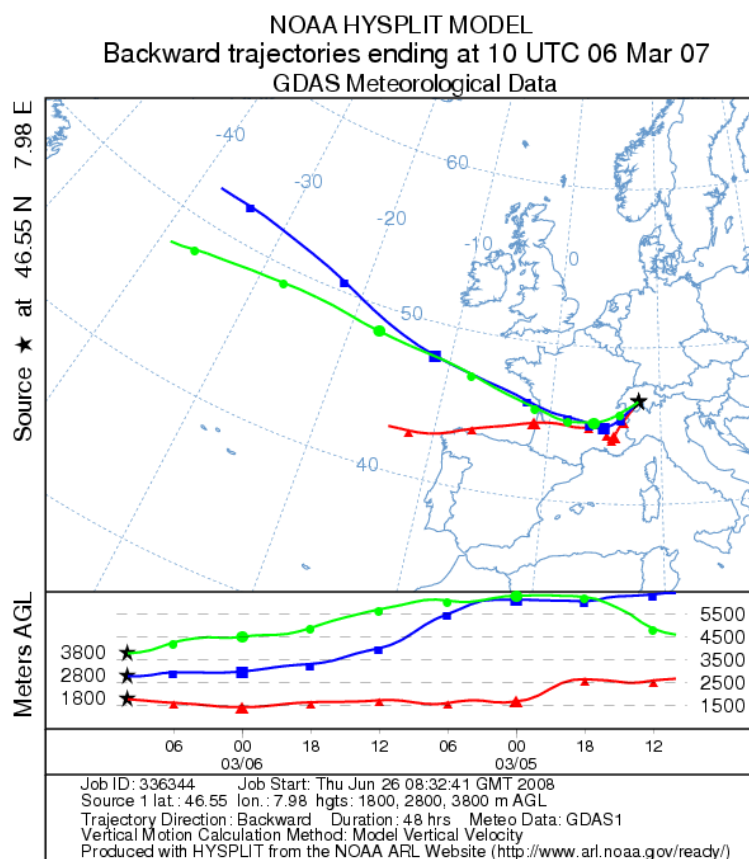 NOAA HYSPLIT MODEL
Backward trajectories ending at 10 UTC 06 Mar 07
GDAS Meteorological Data
Source ★ at 46.55 N 7.98 E
-40
-30
-20
-10
0
60
50
40
Meters AGL
3800
2800
1800
5500
4500
3500
2500
1500
06 00 18 12 06 00 18 12
03/06 03/05
Job ID: 336344 Job Start: Thu Jun 26 08:32:41 GMT 2008
Source 1 lat.: 46.55 lon.: 7.98 hgts: 1800, 2800, 3800 m AGL
Trajectory Direction: Backward Duration: 48 hrs Meteo Data: GDAS1
Vertical Motion Calculation Method: Model Vertical Velocity
Produced with HYSPLIT from the NOAA ARL Website (http://www.arl.noaa.gov/ready/)